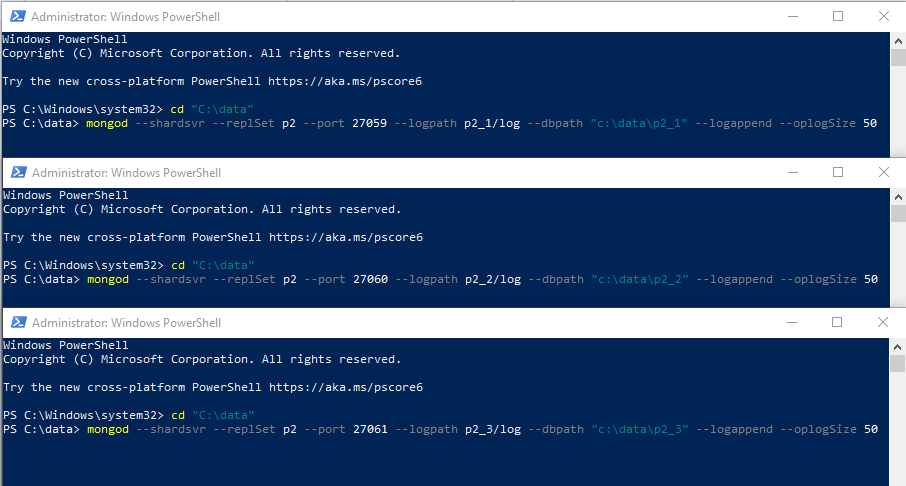 Administrator: Windows PowerShell
Windows PowerShell
Copyright (C) Microsoft Corporation. All rights reserved.
Try the new cross-platform PowerShell https://aka.ms/pscore6
PS C:\Windows\system32> cd "C:\data"
PS C:\data> mongod --shardsvr --replSet p2 --port 27059 --logpath p2_1/log --dbpath "c:\data\p2_1" --logappend --oplogSize 50
Administrator: Windows PowerShell
Windows PowerShell
Copyright (C) Microsoft Corporation. All rights reserved.
Try the new cross-platform PowerShell https://aka.ms/pscore6
PS C:\Windows\system32> cd "C:\data"
PS C:\data> mongod --shardsvr --replSet p2 --port 27060 --logpath p2_2/log --dbpath "c:\data\p2_2" --logappend --oplogSize 50
Administrator: Windows PowerShell
Windows PowerShell
Copyright (C) Microsoft Corporation. All rights reserved.
Try the new cross-platform PowerShell https://aka.ms/pscore6
PS C:\Windows\system32> cd "C:\data"
PS C:\data> mongod --shardsvr --replSet p2 --port 27061 --logpath p2_3/log --dbpath "c:\data\p2_3" --logappend --oplogSize 50